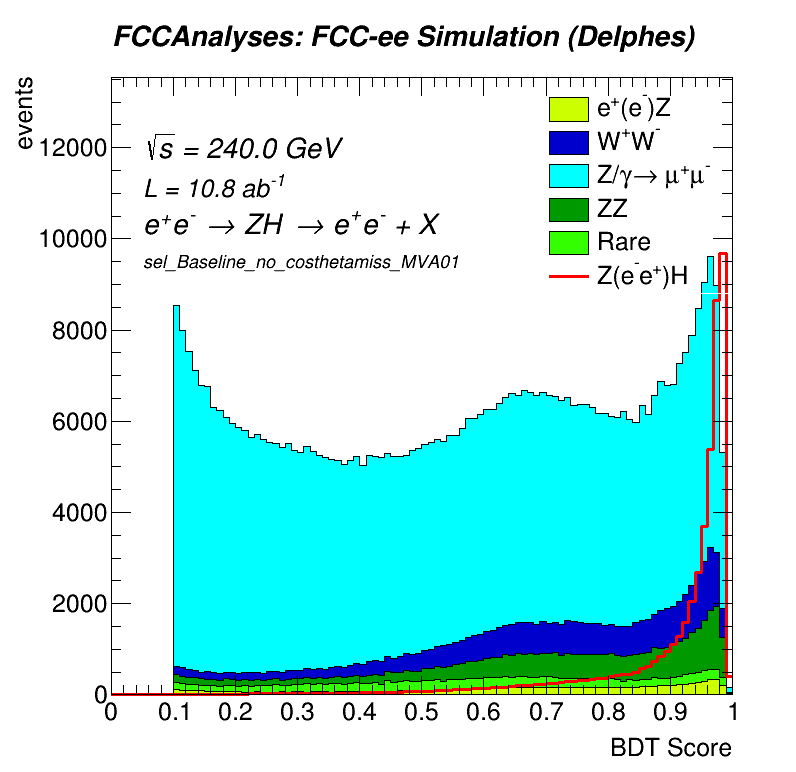 FCCAnalyses: FCC-ee Simulation (Delphes)
events
12000
10000
8000
6000
4000
2000
0
√s = 240.0 GeV
L = 10.8 ab⁻¹
e⁺e⁻ → ZH → e⁺e⁻ + X
sel_Baseline_no_costhetamiss_MVA01
e⁺(e⁻)Z
W⁺W⁻
Z/γ→ μ⁺μ⁻
ZZ
Rare
Z(e⁻e⁺)H
0 0.1 0.2 0.3 0.4 0.5 0.6 0.7 0.8 0.9 1
BDT Score